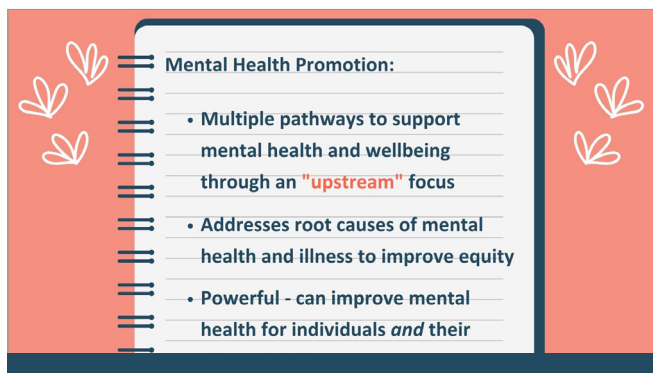 Mental Health Promotion:
• Multiple pathways to support
mental health and wellbeing
through an "upstream" focus
• Addresses root causes of mental
health and illness to improve equity
• Powerful - can improve mental
health for individuals and their